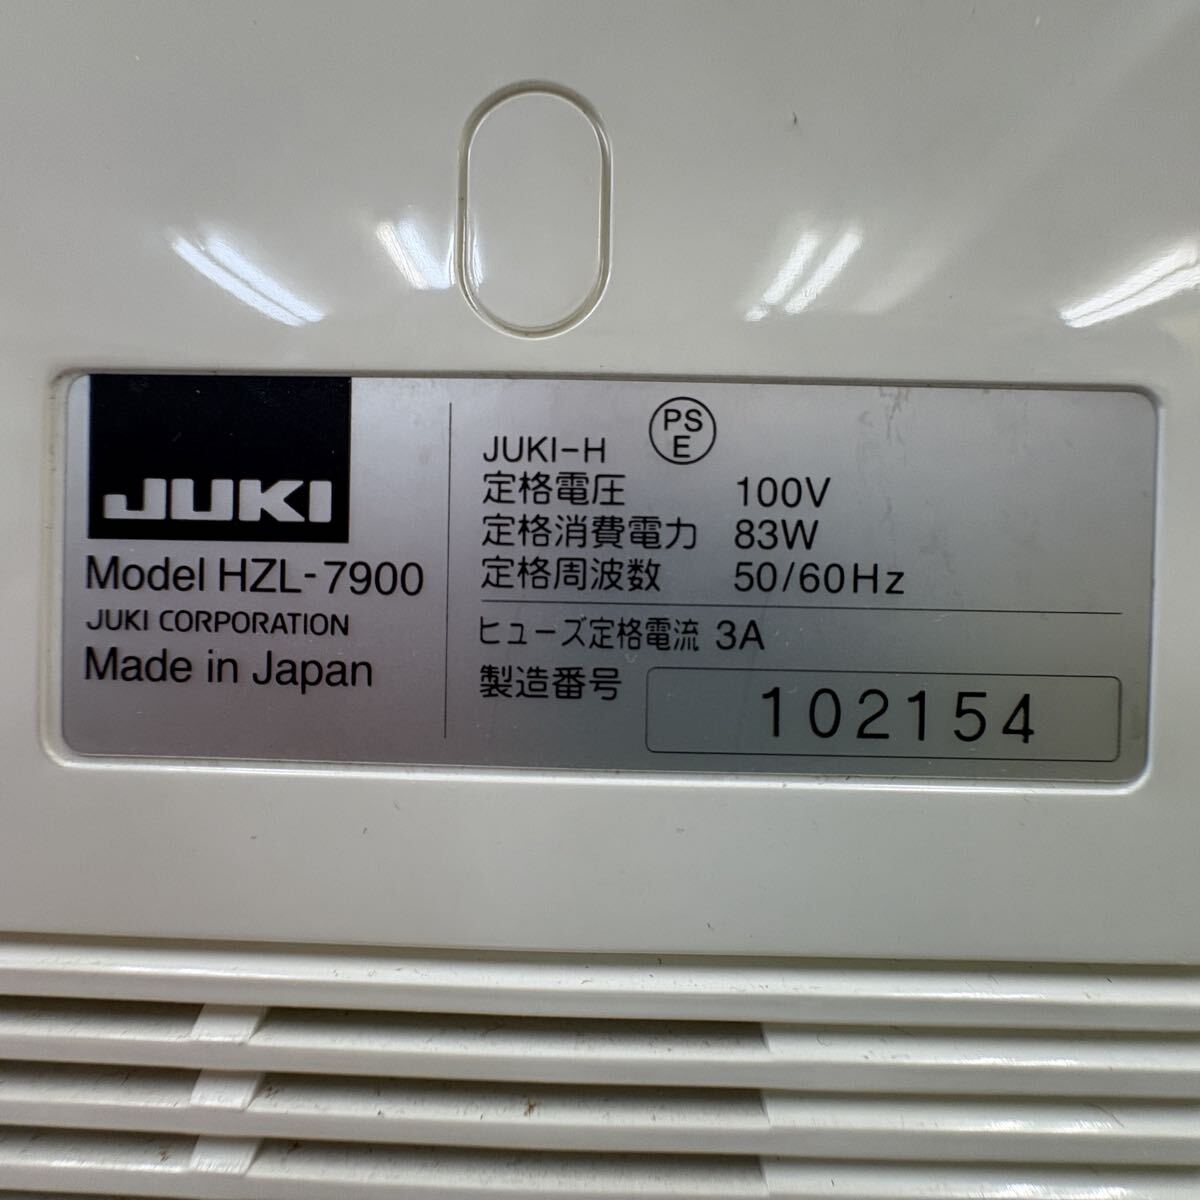 JUKI
Model HZL-7900
JUKI CORPORATION
Made in Japan
JUKI-H
PS
E
定格電圧 100V
定格消費電力 83W
定格周波数 50/60Hz
ヒューズ定格電流 3A
製造番号 102154